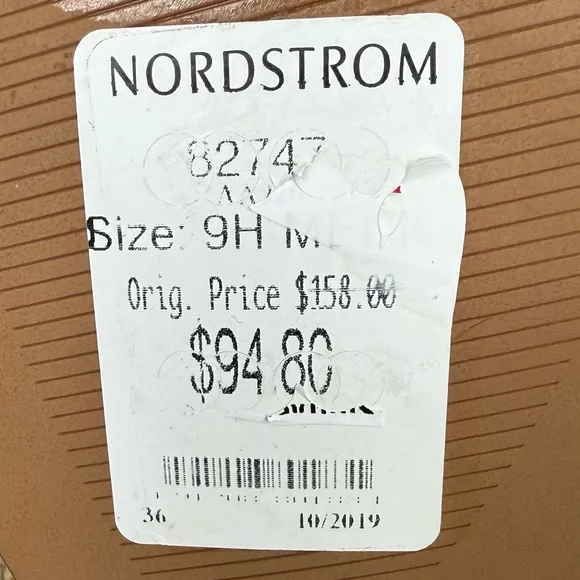 NORDSTROM
82747
Size: 9H
Orig. Price $158.00
$94.80
36 10/2019